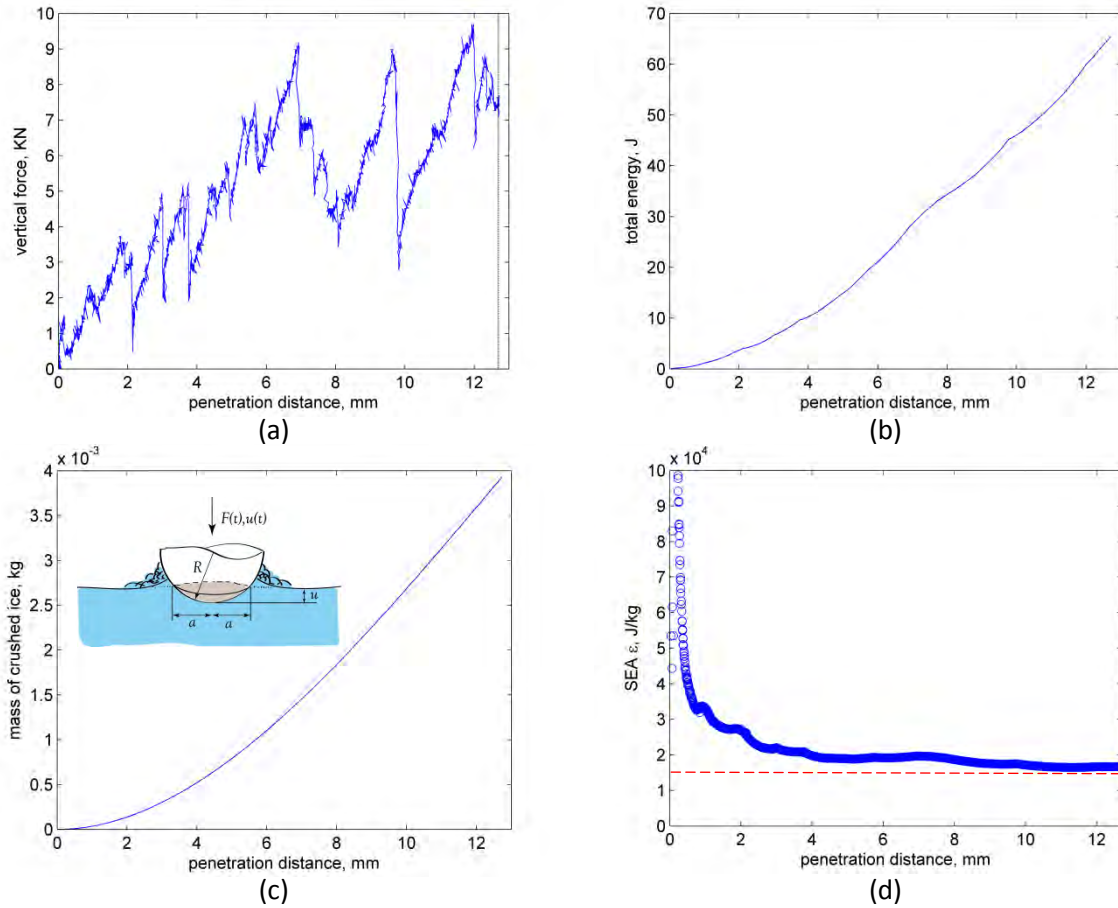 10
9
8
7
6
5
4
3
2
1
0
vertical force, KN
0 2 4 6 8 10 12
penetration distance, mm
(a)
70
60
50
40
30
20
10
0
total energy, J
0 2 4 6 8 10 12
penetration distance, mm
(b)
x 10⁻³
4
3.5
3
2.5
2
1.5
1
0.5
0
mass of crushed ice, kg
F(t),u(t)
R
u
a a
0 2 4 6 8 10 12
penetration distance, mm
(c)
x 10⁴
10
9
8
7
6
5
4
3
2
1
0
SEA ε, J/kg
0 2 4 6 8 10 12
penetration distance, mm
(d)